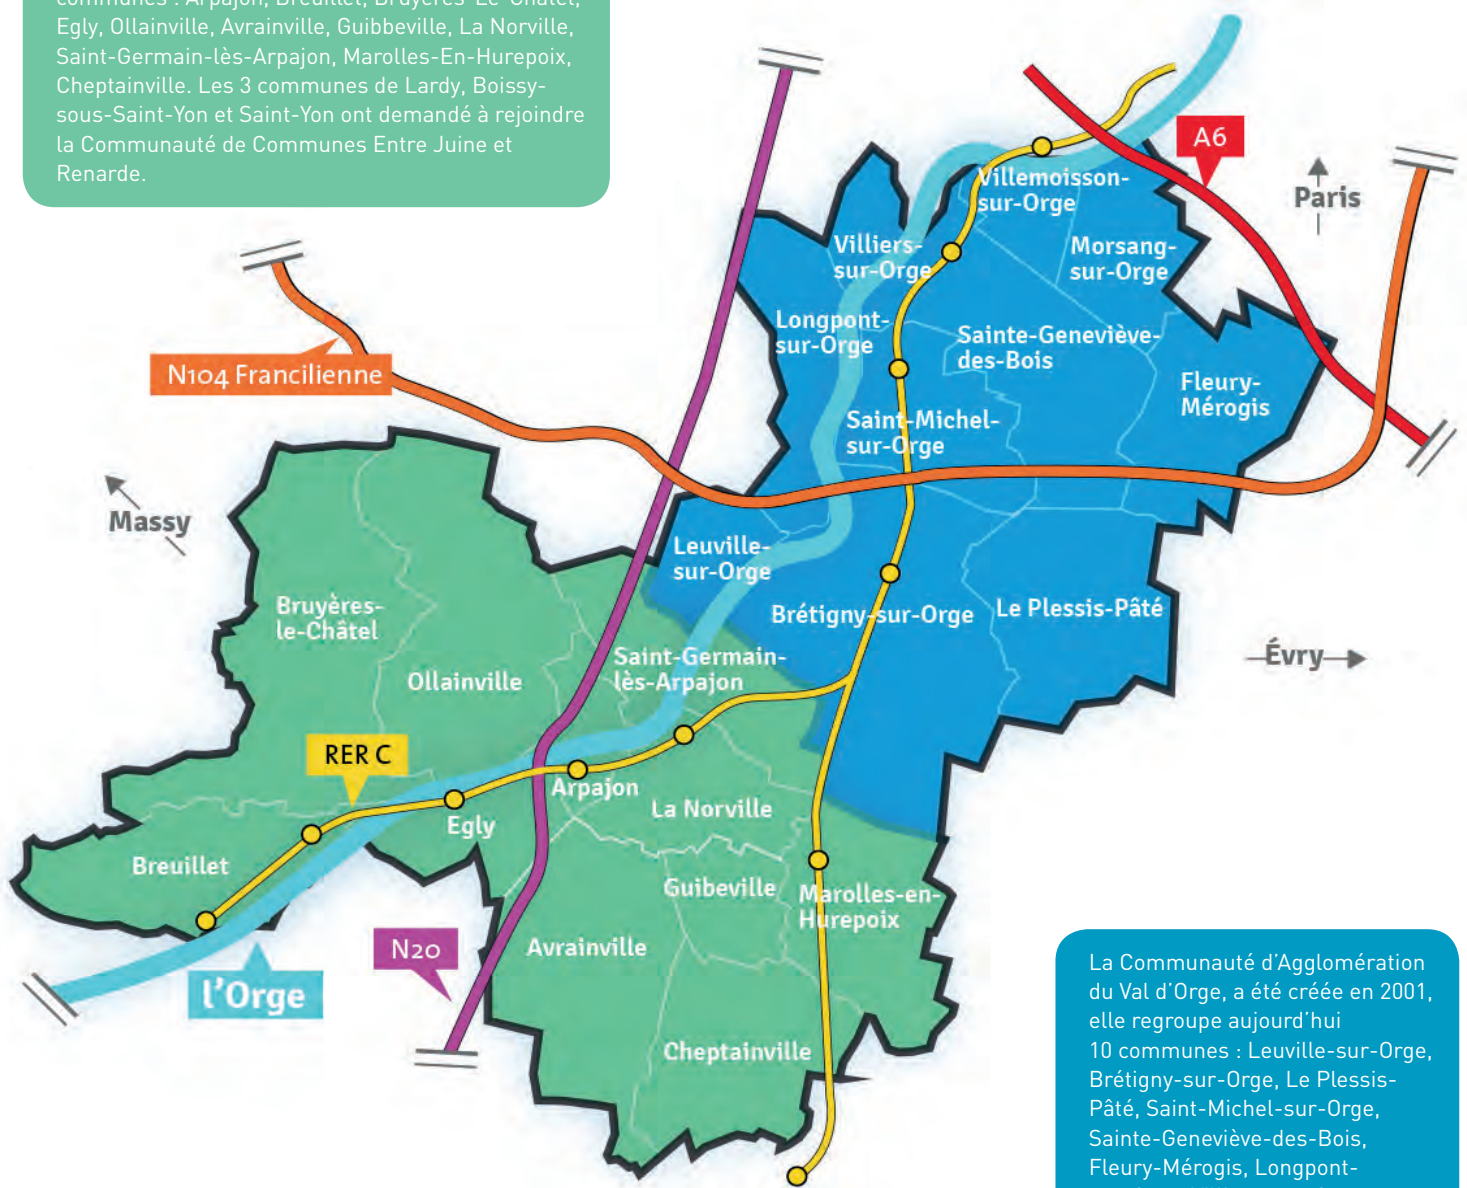 communes : Arpajon, Breuillet, Bruyères-Le-Châtel,
Egly, Ollainville, Avrainville, Guibbeville, La Norville,
Saint-Germain-lès-Arpajon, Marolles-En-Hurepoix,
Cheptainville. Les 3 communes de Lardy, Boissy-
sous-Saint-Yon et Saint-Yon ont demandé à rejoindre
la Communauté de Communes Entre Juine et
Renarde.
A6
Paris
Villemoisson-
sur-Orge
Villiers-
sur-Orge
Morsang-
sur-Orge
Longpont-
sur-Orge
Sainte-Geneviève-
des-Bois
N104 Francilienne
Fleury-
Mérogis
Saint-Michel-
sur-Orge
Massy
Leuville-
sur-Orge
Bruyères-
le-Châtel
Brétigny-sur-Orge
Le Plessis-Pâté
Évry
Saint-Germain-
lès-Arpajon
Ollainville
RER C
Arpajon
La Norville
Egly
Breuillet
Guibeville
Marolles-en-
Hurepoix
N20
Avrainville
l'Orge
Cheptainville
La Communauté d'Agglomération
du Val d'Orge, a été créée en 2001,
elle regroupe aujourd'hui
10 communes : Leuville-sur-Orge,
Brétigny-sur-Orge, Le Plessis-
Pâté, Saint-Michel-sur-Orge,
Sainte-Geneviève-des-Bois,
Fleury-Mérogis, Longpont-